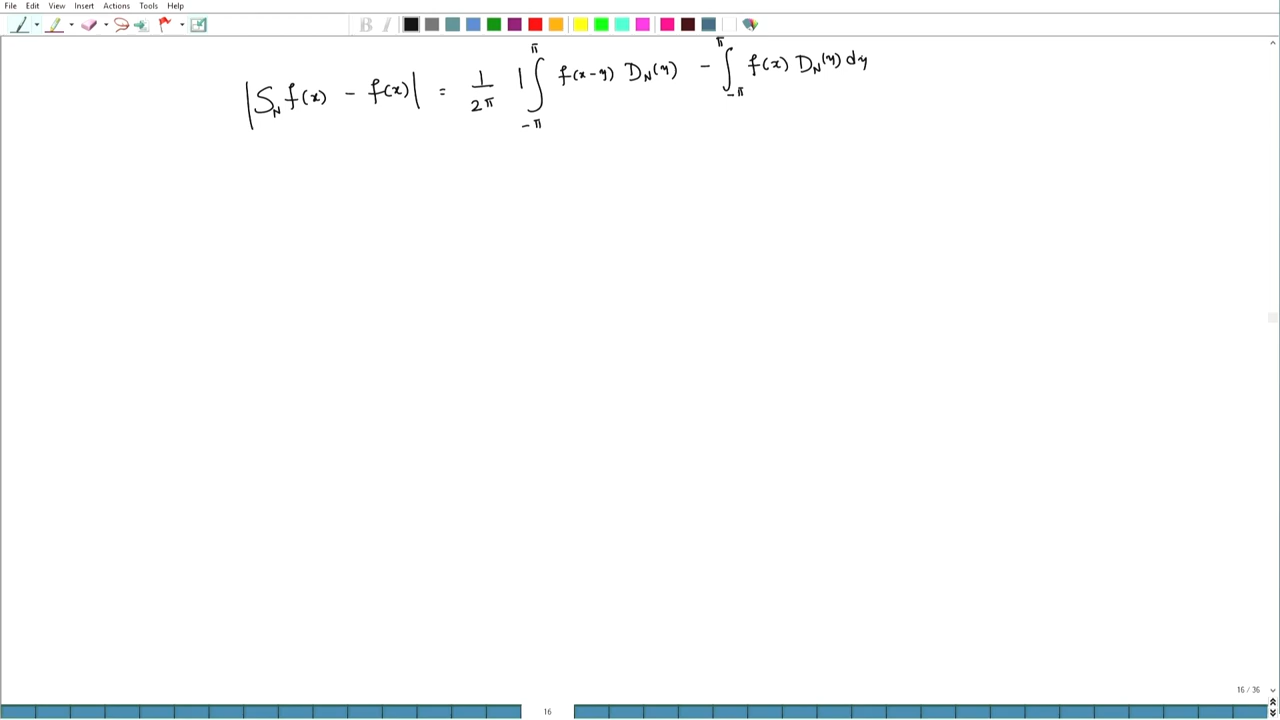 File Edit View Insert Actions Tools Help
B I
|S_N f(x) - f(x)| = 1/2π |∫_{-π}^{π} f(x-y) D_N(y) - ∫_{-π}^{π} f(x) D_N(y) dy
16 / 36
16